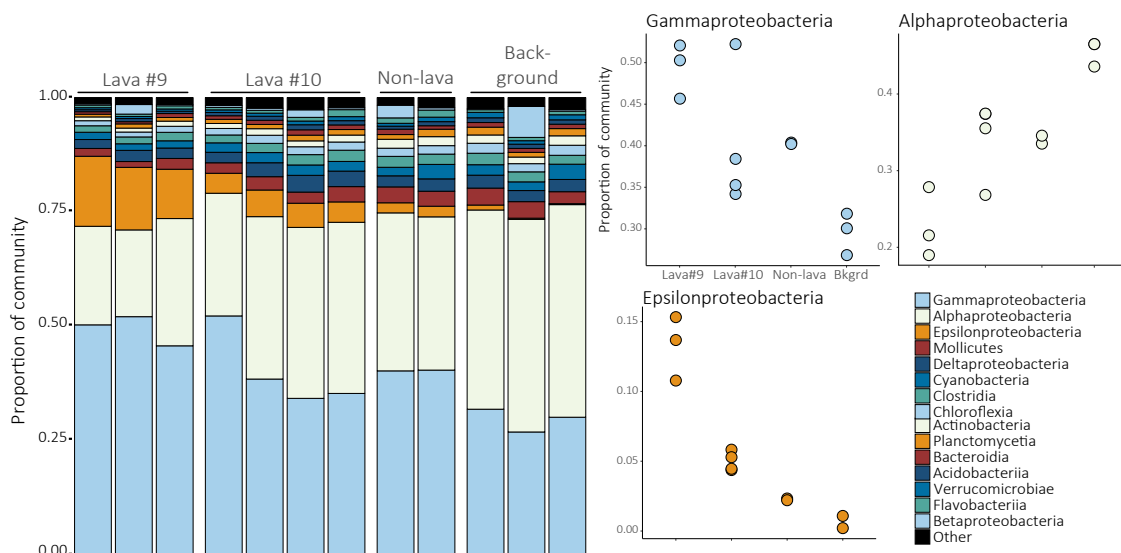 Lava #9
Lava #10
Non-lava
Back-
ground
Proportion of community
1.00
0.75
0.50
0.25
0.00
Gammaproteobacteria
Proportion of community
0.50
0.45
0.40
0.35
0.30
Lava#9 Lava#10 Non-lava Bkgrd
Alphaproteobacteria
0.4
0.3
0.2
Epsilonproteobacteria
0.15
0.10
0.05
0.00
Gammaproteobacteria
Alphaproteobacteria
Epsilonproteobacteria
Mollicutes
Deltaproteobacteria
Cyanobacteria
Clostridia
Chloroflexia
Actinobacteria
Planctomycetia
Bacteroidia
Acidobacteriia
Verrucomicrobiae
Flavobacteriia
Betaproteobacteria
Other